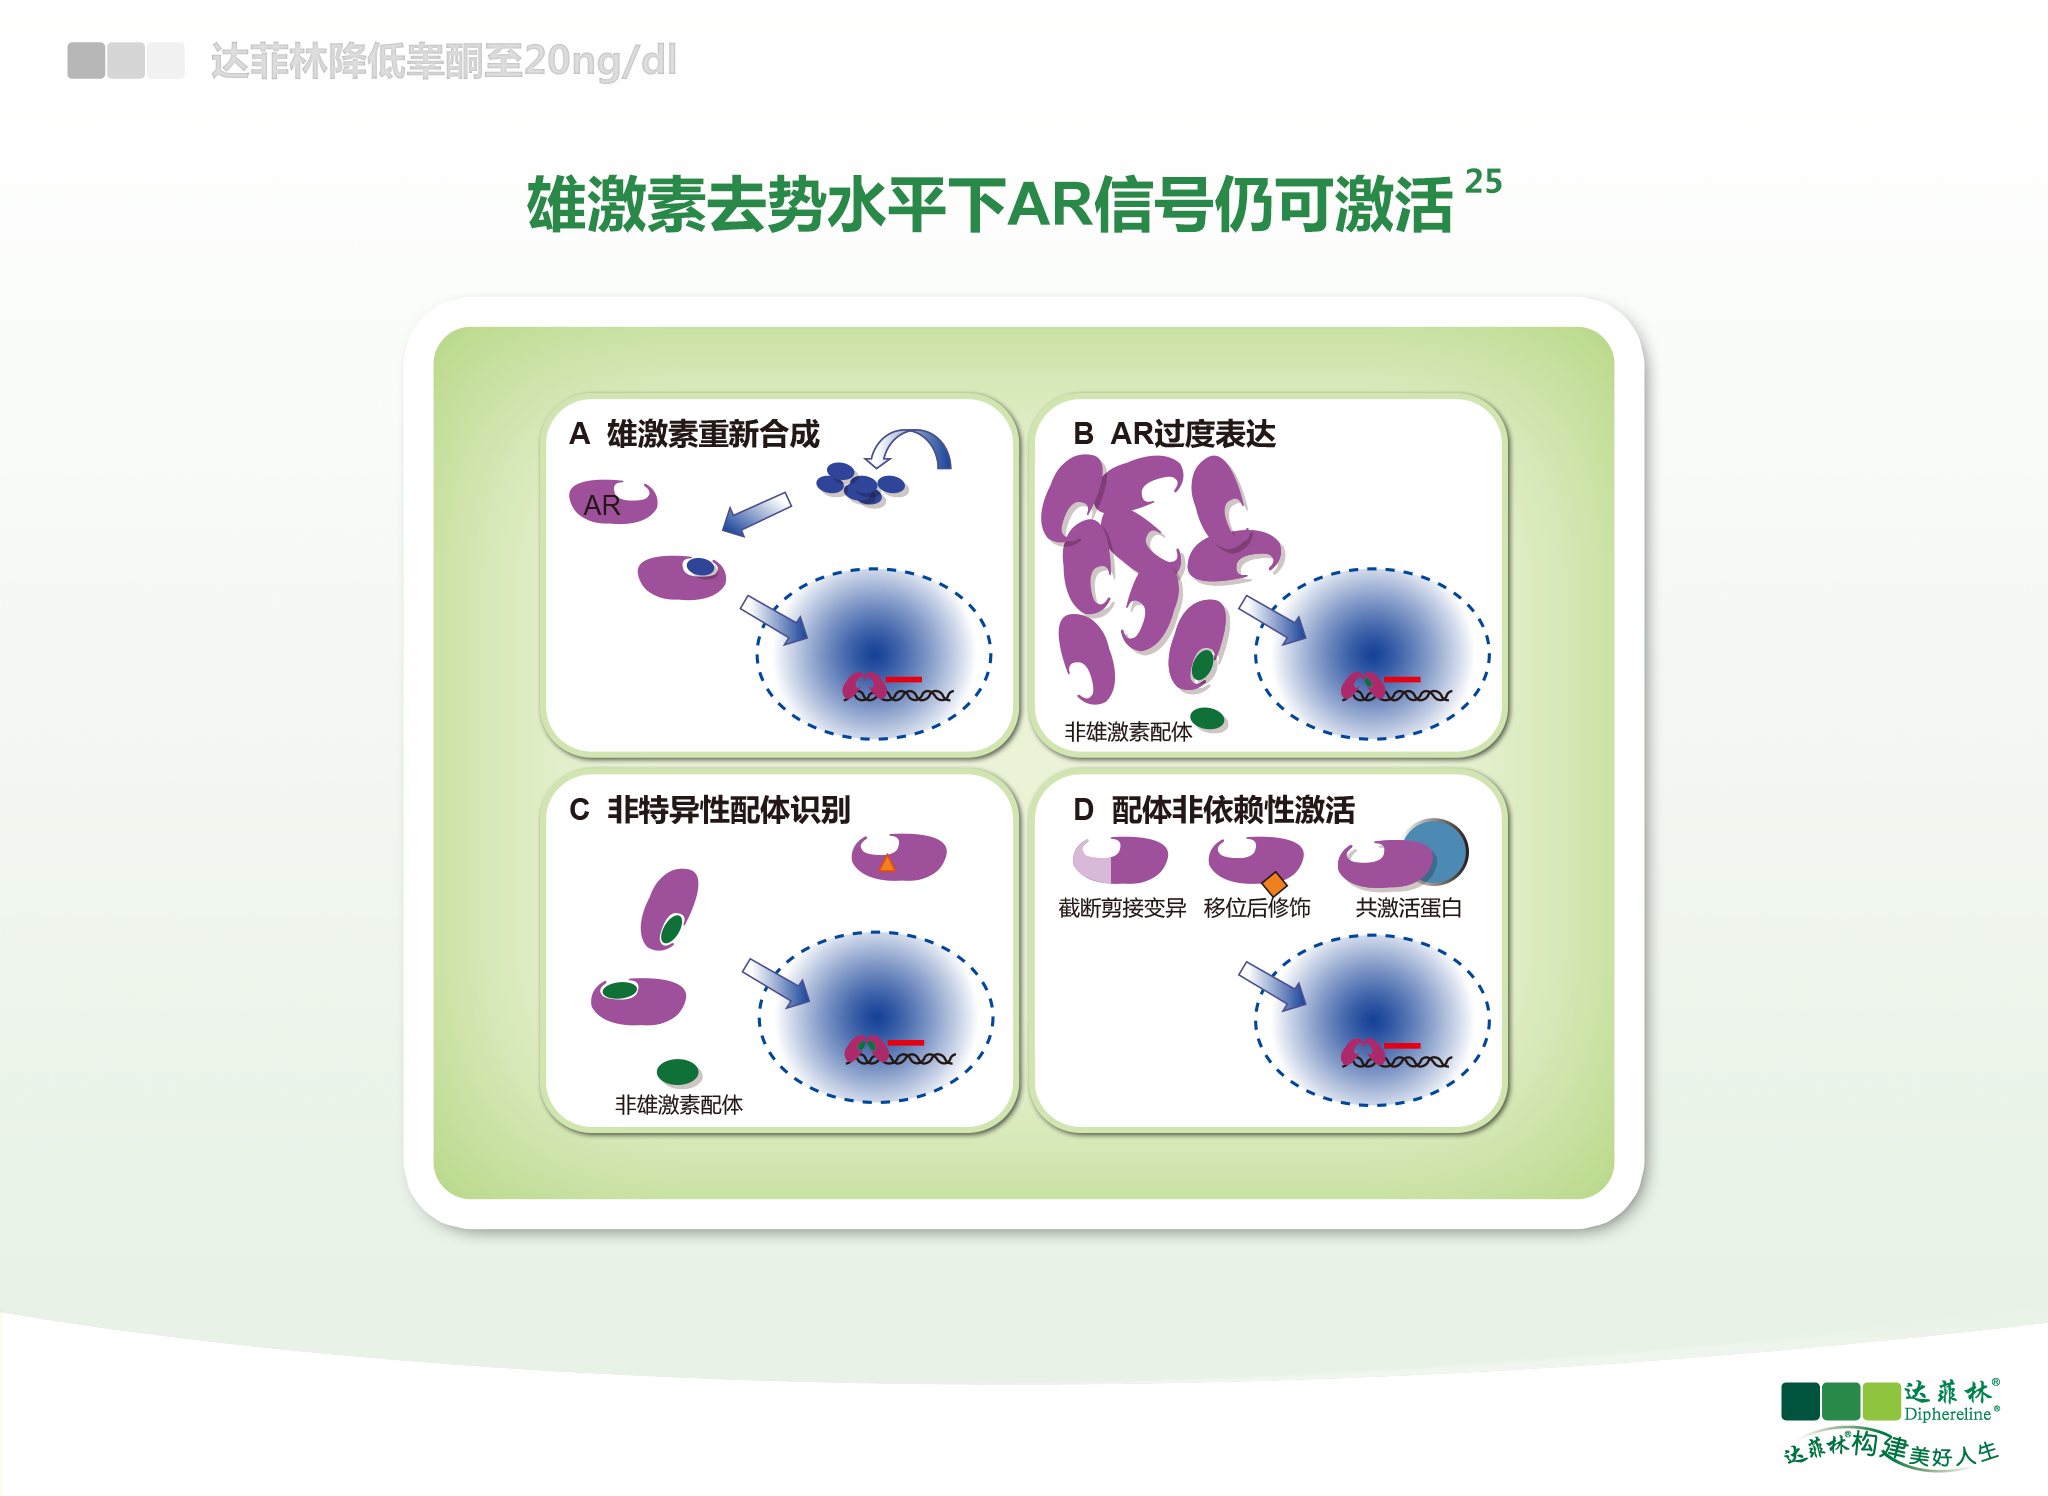 达菲林降低睾酮至20ng/dl
雄激素去势水平下AR信号仍可激活25
A 雄激素重新合成
AR
B AR过度表达
非雄激素配体
C 非特异性配体识别
非雄激素配体
D 配体非依赖性激活
截断剪接变异 移位后修饰 共激活蛋白
达菲林®
Diphereline®
达菲林®构建美好人生